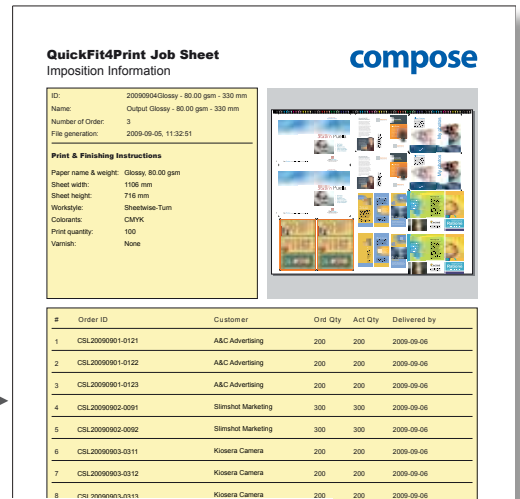 QuickFit4Print Job Sheet
Imposition Information
compose
ID: 20090904Glossy - 80.00 gsm - 330 mm
Name: Output Glossy - 80.00 gsm - 330 mm
Number of Order: 3
File generation: 2009-09-05, 11:32:51
Print & Finishing Instructions
Paper name & weight: Glossy, 80.00 gsm
Sheet width: 1106 mm
Sheet height: 716 mm
Workstyle: Sheetwise-Turn
Colorants: CMYK
Print quantity: 100
Varnish: None
# Order ID Customer Ord Qty Act Qty Delivered by
1 CSL20090901-0121 A&C Advertising 200 200 2009-09-06
2 CSL20090901-0122 A&C Advertising 200 200 2009-09-06
3 CSL20090901-0123 A&C Advertising 200 200 2009-09-06
4 CSL20090902-0091 Slimshot Marketing 300 300 2009-09-06
5 CSL20090902-0092 Slimshot Marketing 300 300 2009-09-06
6 CSL20090903-0311 Kiosera Camera 200 200 2009-09-06
7 CSL20090903-0312 Kiosera Camera 200 200 2009-09-06
8 CSL20090903-0313 Kiosera Camera 200 200 2009-09-06